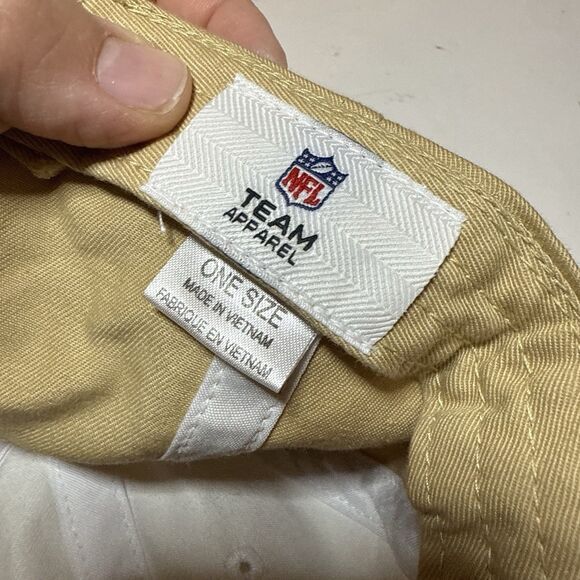 NFL
TEAM
APPAREL
ONE SIZE
MADE IN VIETNAM
FABRIQUE EN VIETNAM